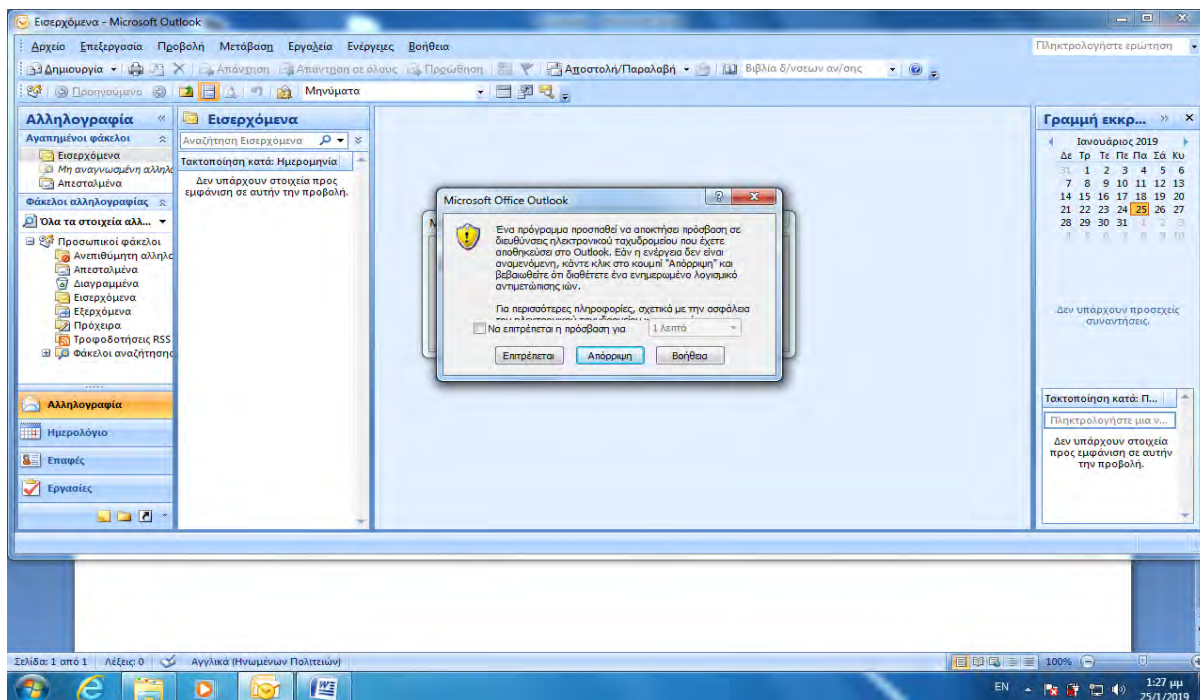 Εισερχόμενα - Microsoft Outlook
Αρχείο Επεξεργασία Προβολή Μετάβαση Εργαλεία Ενέργειες Βοήθεια
Πληκτρολογήστε ερώτηση
Δημιουργία Απάντηση Απάντηση σε όλους Προώθηση Αποστολή/Παραλαβή Βιβλία δ/νσεων αν/σης
Προηγούμενο Μηνύματα
Αλληλογραφία
Αγαπημένοι φάκελοι
Εισερχόμενα
Μη αναγνωσμένη αλληλο
Απεσταλμένα
Φάκελοι αλληλογραφίας
Όλα τα στοιχεία αλλ...
Προσωπικοί φάκελοι
Ανεπιθύμητη αλληλο
Απεσταλμένα
Διαγραμμένα
Εισερχόμενα
Εξερχόμενα
Πρόχειρα
Τροφοδοτήσεις RSS
Φάκελοι αναζήτησης
Αλληλογραφία
Ημερολόγιο
Επαφές
Εργασίες
Εισερχόμενα
Αναζήτηση Εισερχόμενα
Τακτοποίηση κατά: Ημερομηνία
Δεν υπάρχουν στοιχεία προς
εμφάνιση σε αυτήν την προβολή.
Microsoft Office Outlook
Ένα πρόγραμμα προσπαθεί να αποκτήσει πρόσβαση σε
διευθύνσεις ηλεκτρονικού ταχυδρομείου που έχετε
αποθηκεύσει στο Outlook. Εάν η ενέργεια δεν είναι
αναμενόμενη, κάντε κλικ στο κουμπί "Απόρριψη" και
βεβαιωθείτε ότι διαθέτετε ένα ενημερωμένο λογισμικό
αντιμετώπισης ιών.
Για περισσότερες πληροφορίες, σχετικά με την ασφάλεια
Να επιτρέπεται η πρόσβαση για 1 λεπτό
Επιτρέπεται Απόρριψη Βοήθεια
Γραμμή εκκρ...
Ιανουάριος 2019
Δε Τρ Τε Πε Πα Σά Κυ
31 1 2 3 4 5 6
7 8 9 10 11 12 13
14 15 16 17 18 19 20
21 22 23 24 25 26 27
28 29 30 31 1 2 3
4 5 6 7 8 9 10
Δεν υπάρχουν προσεχείς
συναντήσεις.
Τακτοποίηση κατά: Π...
Πληκτρολογήστε μια ν...
Δεν υπάρχουν στοιχεία
προς εμφάνιση σε αυτήν
την προβολή.
Σελίδα: 1 από 1 Λέξεις: 0 Αγγλικά (Ηνωμένων Πολιτειών) 100%
EN 1:27 μμ
25/1/2019